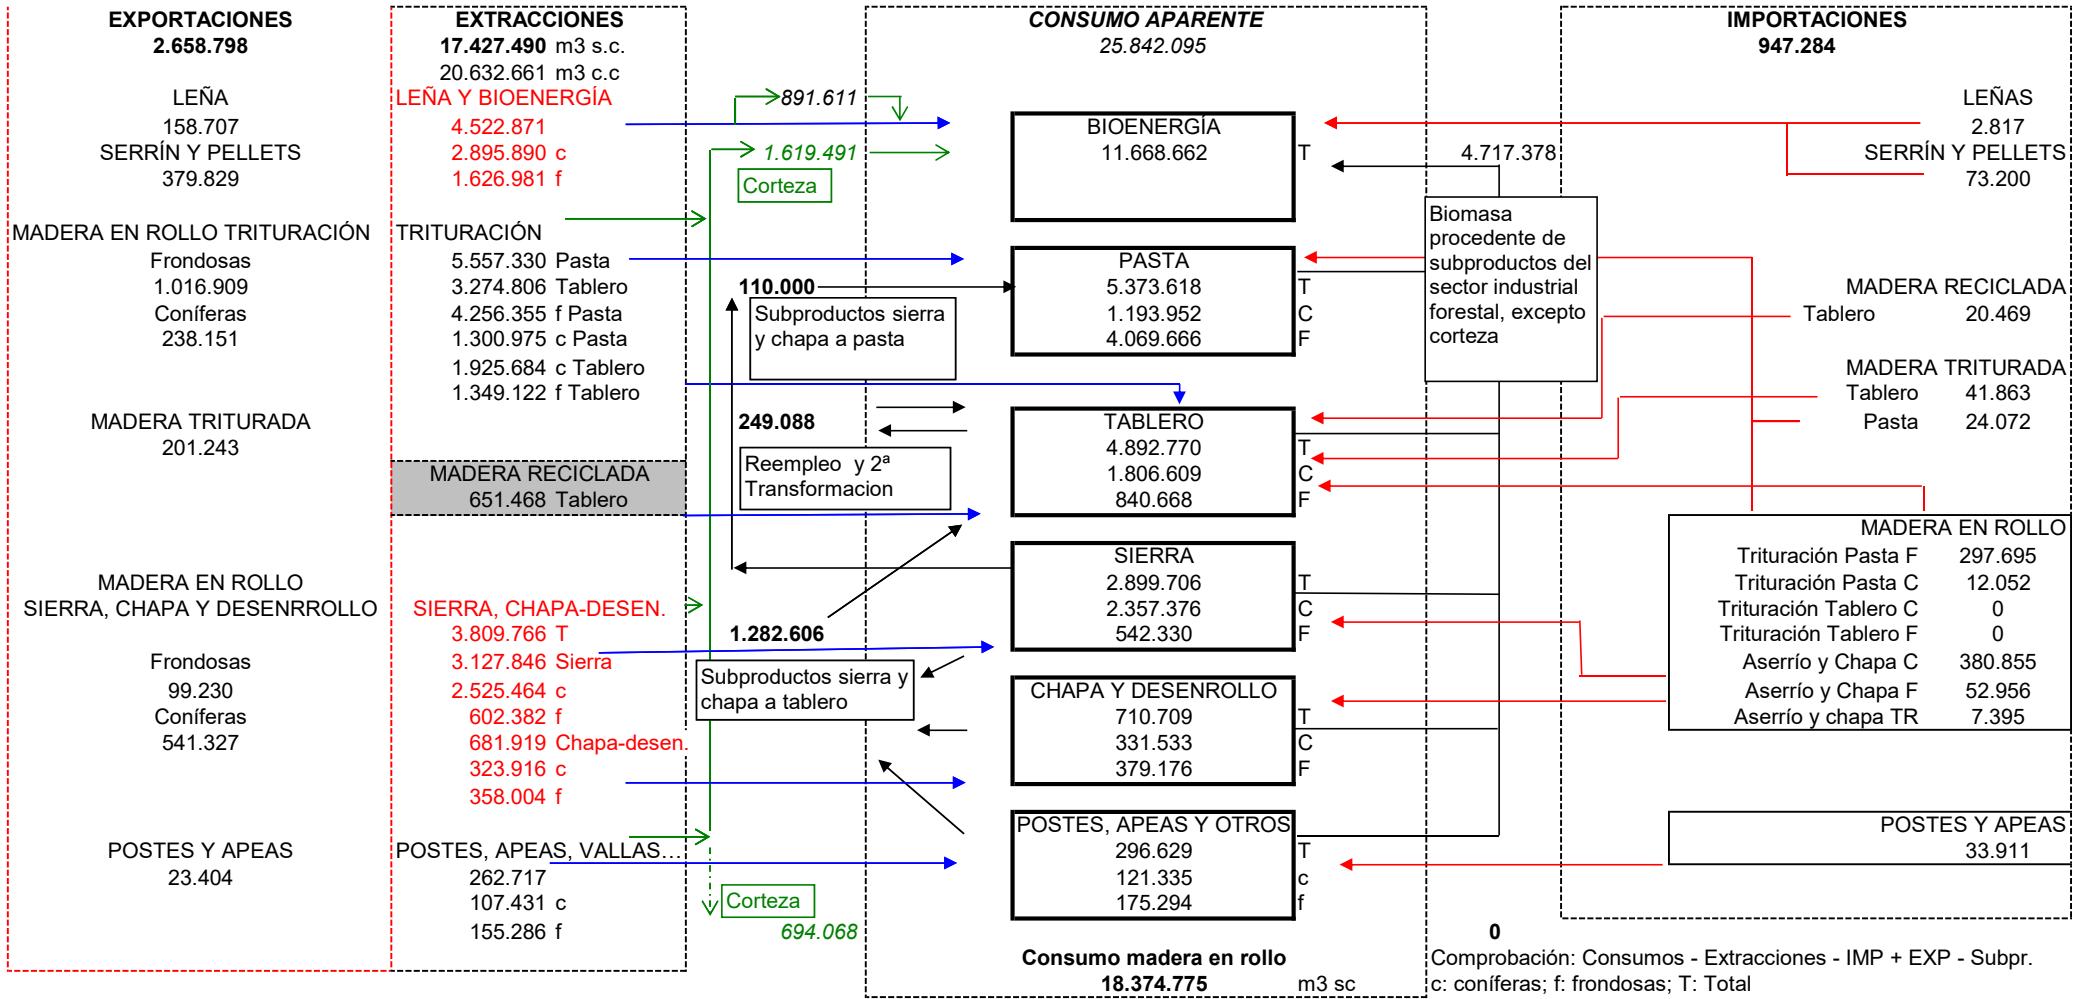 EXPORTACIONES
2.658.798
LEÑA
158.707
SERRÍN Y PELLETS
379.829
MADERA EN ROLLO TRITURACIÓN
Frondosas
1.016.909
Coníferas
238.151
MADERA TRITURADA
201.243
MADERA EN ROLLO
SIERRA, CHAPA Y DESENRROLLO
Frondosas
99.230
Coníferas
541.327
POSTES Y APEAS
23.404
EXTRACCIONES
17.427.490 m3 s.c.
20.632.661 m3 c.c
LEÑA Y BIOENERGÍA
4.522.871
2.895.890 c
1.626.981 f
TRITURACIÓN
5.557.330 Pasta
3.274.806 Tablero
4.256.355 f Pasta
1.300.975 c Pasta
1.925.684 c Tablero
1.349.122 f Tablero
MADERA RECICLADA
651.468 Tablero
SIERRA, CHAPA-DESEN.
3.809.766 T
3.127.846 Sierra
2.525.464 c
602.382 f
681.919 Chapa-desen.
323.916 c
358.004 f
POSTES, APEAS, VALLAS...
262.717
107.431 c
155.286 f
891.611
1.619.491
Corteza
110.000
Subproductos sierra
y chapa a pasta
249.088
Reempleo y 2ª
Transformacion
1.282.606
Subproductos sierra y
chapa a tablero
Corteza
694.068
CONSUMO APARENTE
25.842.095
BIOENERGÍA
11.668.662 T
PASTA
5.373.618 T
1.193.952 C
4.069.666 F
TABLERO
4.892.770 T
1.806.609 C
840.668 F
SIERRA
2.899.706 T
2.357.376 C
542.330 F
CHAPA Y DESENROLLO
710.709 T
331.533 C
379.176 F
POSTES, APEAS Y OTROS
296.629 T
121.335 c
175.294 f
Consumo madera en rollo
18.374.775 m3 sc
4.717.378
Biomasa
procedente de
subproductos del
sector industrial
forestal, excepto
corteza
IMPORTACIONES
947.284
LEÑAS
2.817
SERRÍN Y PELLETS
73.200
MADERA RECICLADA
Tablero 20.469
MADERA TRITURADA
Tablero 41.863
Pasta 24.072
MADERA EN ROLLO
Trituración Pasta F 297.695
Trituración Pasta C 12.052
Trituración Tablero C 0
Trituración Tablero F 0
Aserrío y Chapa C 380.855
Aserrío y Chapa F 52.956
Aserrío y chapa TR 7.395
POSTES Y APEAS
33.911
0
Comprobación: Consumos - Extracciones - IMP + EXP - Subpr.
c: coníferas; f: frondosas; T: Total